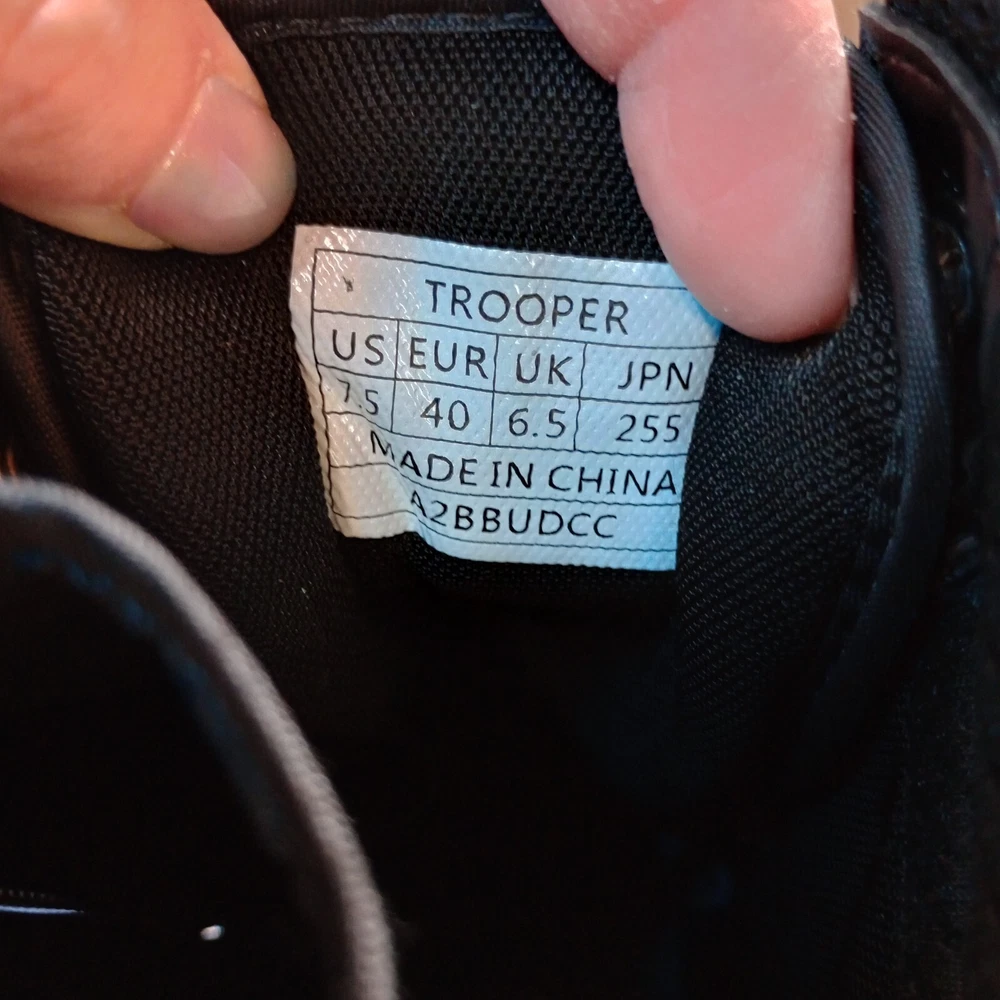 TROOPER
US EUR UK JPN
7.5 40 6.5 255
MADE IN CHINA
A2BBUDCC